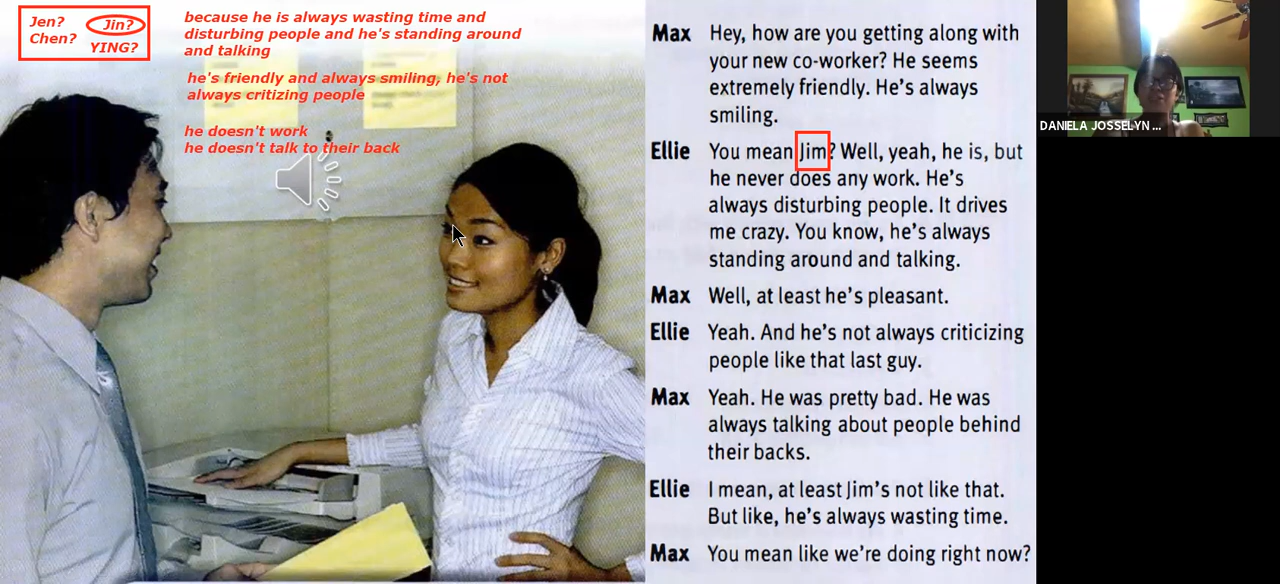 Jen?
Jin?
Chen?
YING?
because he is always wasting time and
disturbing people and he's standing around
and talking
he's friendly and always smiling, he's not
always critizing people
he doesn't work
he doesn't talk to their back
Max Hey, how are you getting along with
your new co-worker? He seems
extremely friendly. He's always
smiling.
Ellie You mean Jim? Well, yeah, he is, but
he never does any work. He's
always disturbing people. It drives
me crazy. You know, he's always
standing around and talking.
Max Well, at least he's pleasant.
Ellie Yeah. And he's not always criticizing
people like that last guy.
Max Yeah. He was pretty bad. He was
always talking about people behind
their backs.
Ellie I mean, at least Jim's not like that.
But like, he's always wasting time.
Max You mean like we're doing right now?
DANIELA JOSSELYN ...